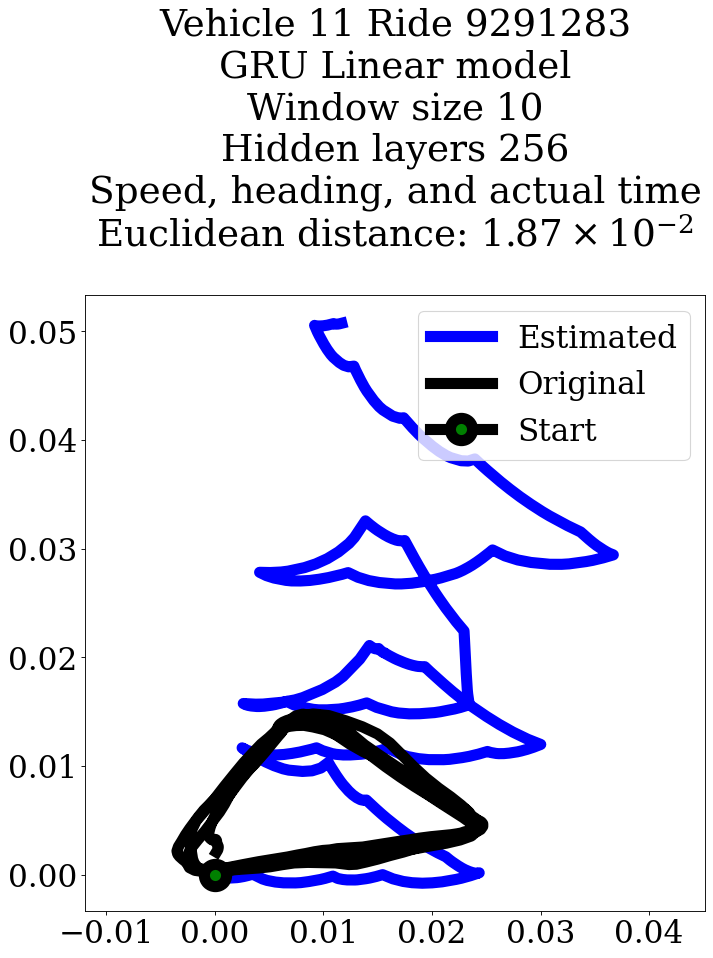 Vehicle 11 Ride 9291283
GRU Linear model
Window size 10
Hidden layers 256
Speed, heading, and actual time
Euclidean distance: 1.87 × 10⁻²
Estimated
Original
Start
0.05
0.04
0.03
0.02
0.01
0.00
−0.01 0.00 0.01 0.02 0.03 0.04